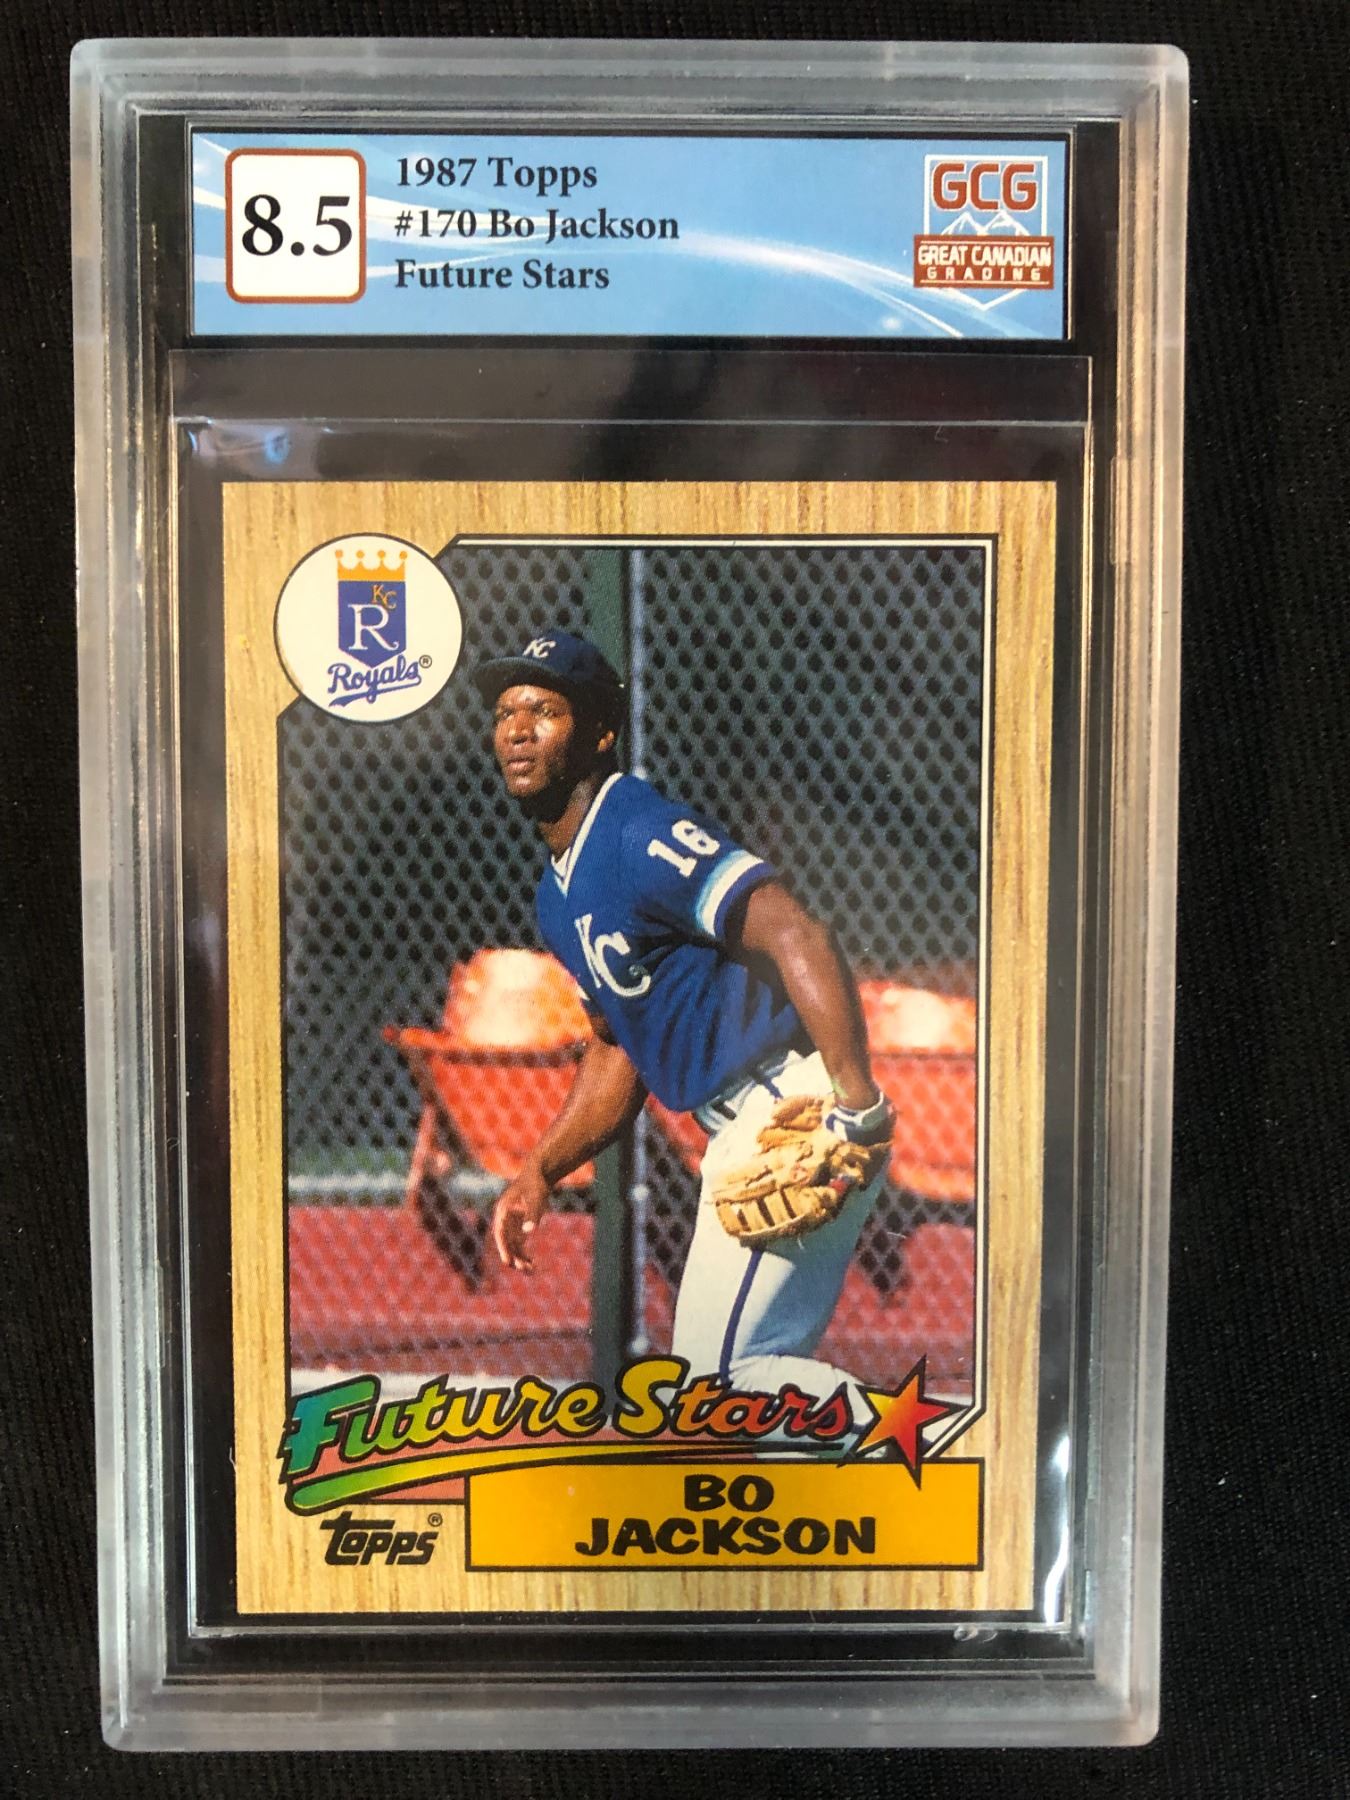 8.5
1987 Topps
#170 Bo Jackson
Future Stars
GCG
GREAT CANADIAN
GRADING
KC
R
Royals®
KC
16
KC
Future Stars
BO
JACKSON
Topps®